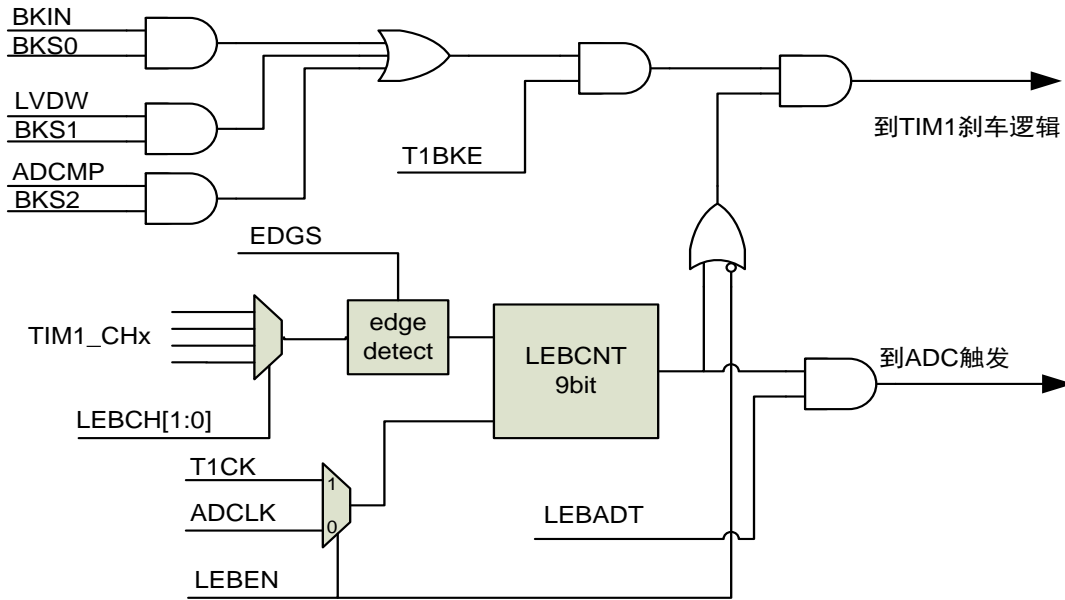 BKIN
BKS0
LVDW
BKS1
到TIM1刹车逻辑
T1BKE
ADCMP
BKS2
EDGS
TIM1_CHx
edge
detect
LEBCNT
9bit
到ADC触发
LEBCH[1:0]
T1CK
1
ADCLK
0
LEBADT
LEBEN